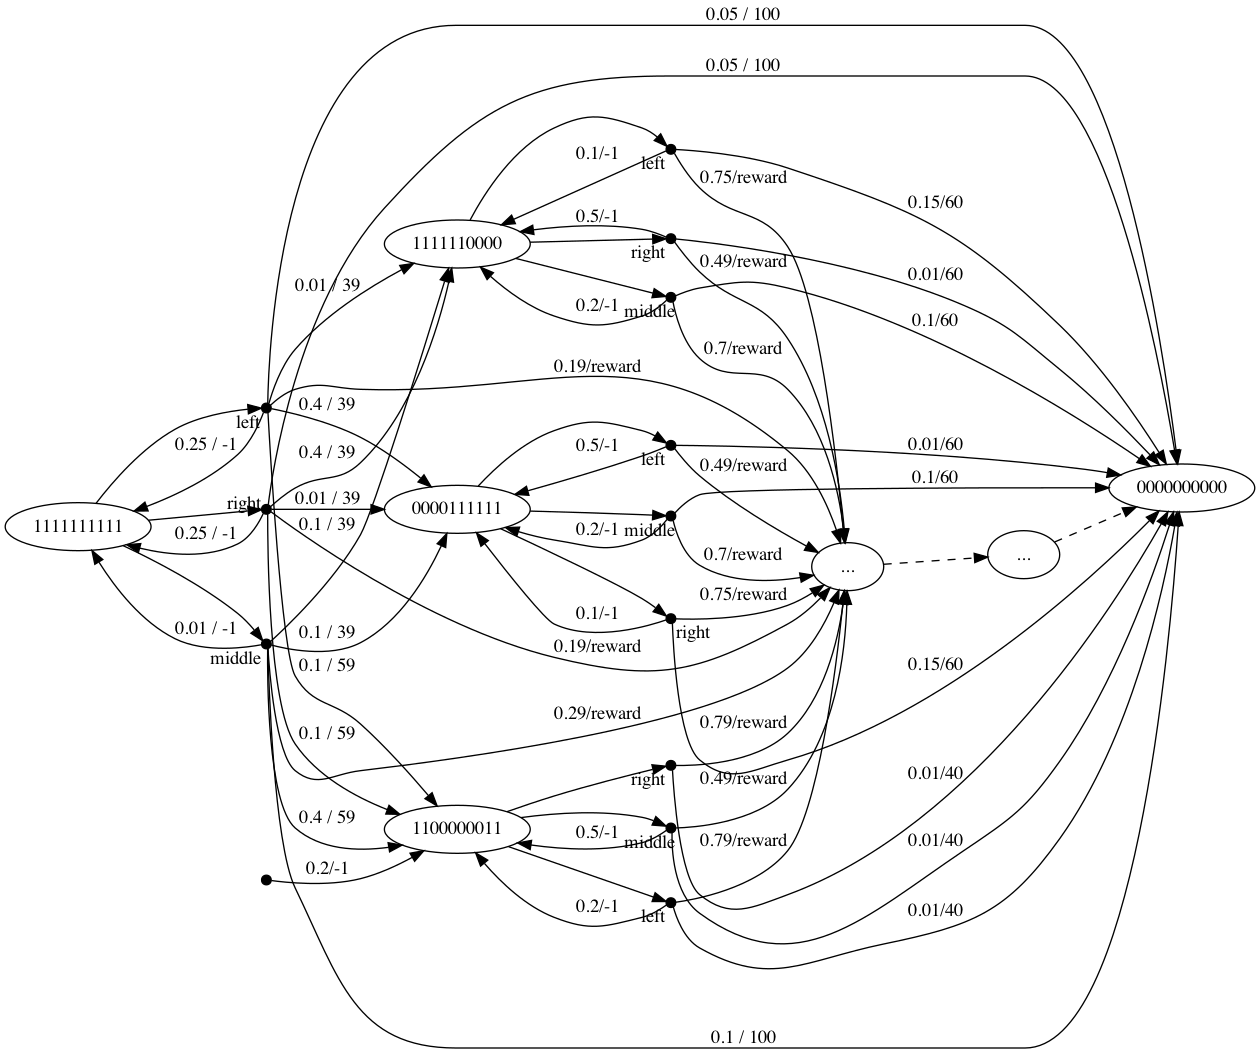 0.05 / 100
0.05 / 100
0.1/-1
left
0.75/reward
0.15/60
0.5/-1
1111110000
right
0.49/reward
0.01/60
0.01 / 39
0.2/-1
middle
0.1/60
0.7/reward
0.19/reward
0.4 / 39
left
0.25 / -1
0.5/-1
0.01/60
0.4 / 39
left
0.49/reward
0.1/60
1111111111
right
0.01 / 39
0000111111
0000000000
0.25 / -1
0.1 / 39
0.2/-1
middle
0.7/reward
...
...
0.75/reward
0.01 / -1
0.1 / 39
0.1/-1
right
middle
0.1 / 59
0.19/reward
0.15/60
0.29/reward
0.1 / 59
0.79/reward
right
0.49/reward
0.01/40
0.4 / 59
1100000011
0.5/-1
middle
0.79/reward
0.01/40
0.2/-1
0.2/-1
left
0.01/40
0.1 / 100